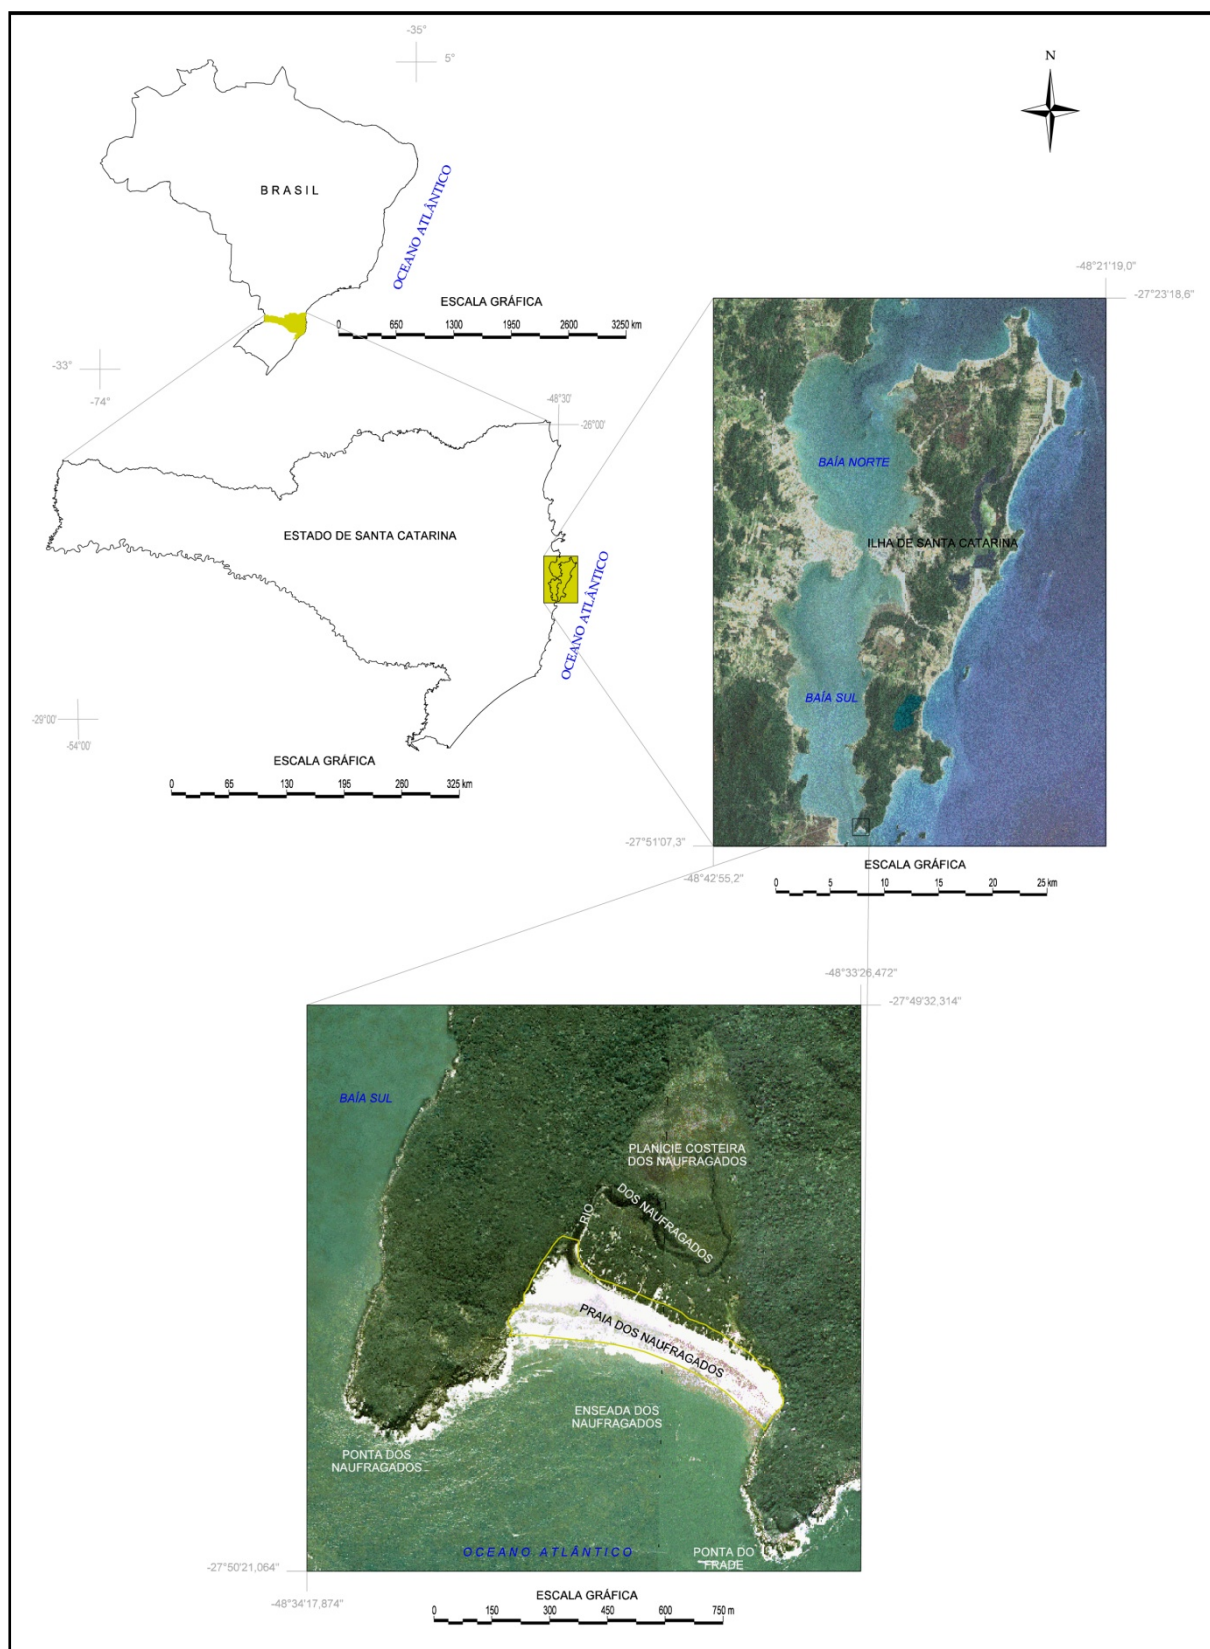 -35°
5°
N
BRASIL
OCEANO ATLÂNTICO
ESCALA GRÁFICA
0 650 1300 1950 2600 3250 km
-33°
-74°
-48°21'19,0"
-27°23'18,6"
-48°30'
-26°00'
ESTADO DE SANTA CATARINA
OCEANO ATLÂNTICO
-29°00'
-54°00'
ESCALA GRÁFICA
0 65 130 195 260 325 km
BAÍA NORTE
ILHA DE SANTA CATARINA
BAÍA SUL
-27°51'07,3"
-48°42'55,2"
ESCALA GRÁFICA
0 5 10 15 20 25 km
-48°33'26,472"
-27°49'32,314"
BAÍA SUL
PLANICIE COSTEIRA
DOS NAUFRAGADOS
RIO DOS NAUFRAGADOS
PRAIA DOS NAUFRAGADOS
ENSEADA DOS
NAUFRAGADOS
PONTA DOS
NAUFRAGADOS
OCEANO ATLÂNTICO
PONTA DO
FRADE
-27°50'21,064"
-48°34'17,874"
ESCALA GRÁFICA
0 150 300 450 600 750 m